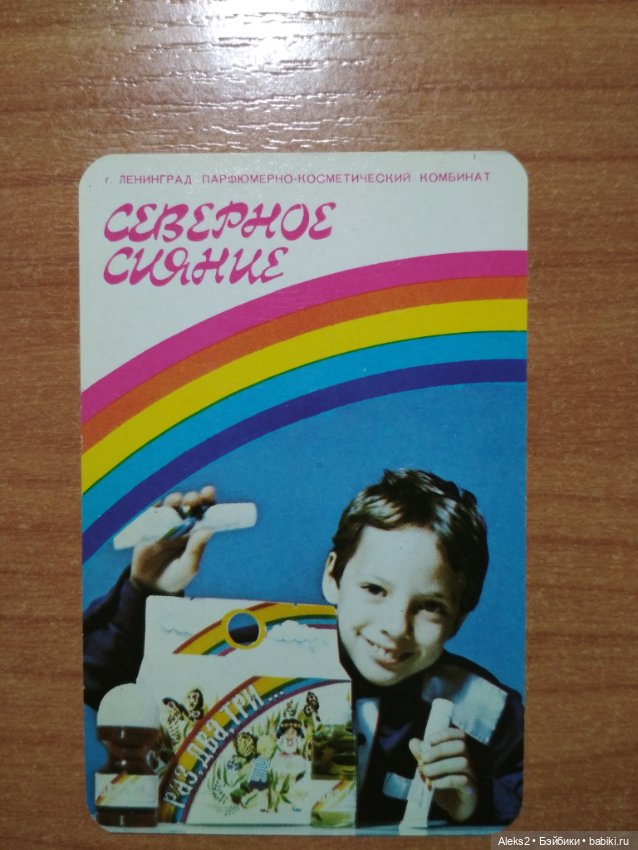 г. ЛЕНИНГРАД ПАРФЮМЕРНО-КОСМЕТИЧЕСКИЙ КОМБИНАТ
СЕВЕРНОЕ
СИЯНИЕ
РАЗ, ДВА, ТРИ...
Aleks2 • Бэйбики • babiki.ru